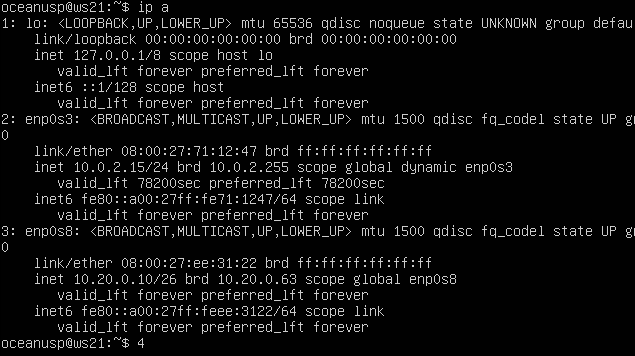 oceanusp@ws21:~$ ip a
1: lo: <LOOPBACK,UP,LOWER_UP> mtu 65536 qdisc noqueue state UNKNOWN group defau
link/loopback 00:00:00:00:00:00 brd 00:00:00:00:00:00
inet 127.0.0.1/8 scope host lo
valid_lft forever preferred_lft forever
inet6 ::1/128 scope host
valid_lft forever preferred_lft forever
2: enp0s3: <BROADCAST,MULTICAST,UP,LOWER_UP> mtu 1500 qdisc fq_codel state UP gr
0
link/ether 08:00:27:71:12:47 brd ff:ff:ff:ff:ff:ff
inet 10.0.2.15/24 brd 10.0.2.255 scope global dynamic enp0s3
valid_lft 78200sec preferred_lft 78200sec
inet6 fe80::a00:27ff:fe71:1247/64 scope link
valid_lft forever preferred_lft forever
3: enp0s8: <BROADCAST,MULTICAST,UP,LOWER_UP> mtu 1500 qdisc fq_codel state UP gr
0
link/ether 08:00:27:ee:31:22 brd ff:ff:ff:ff:ff:ff
inet 10.20.0.10/26 brd 10.20.0.63 scope global enp0s8
valid_lft forever preferred_lft forever
inet6 fe80::a00:27ff:feee:3122/64 scope link
valid_lft forever preferred_lft forever
oceanusp@ws21:~$ 4